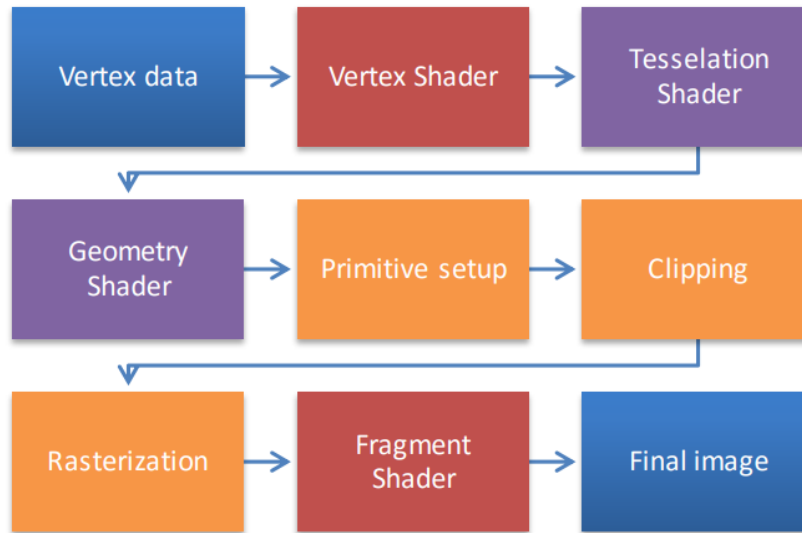 Vertex data
Vertex Shader
Tesselation
Shader
Geometry
Shader
Primitive setup
Clipping
Rasterization
Fragment
Shader
Final image